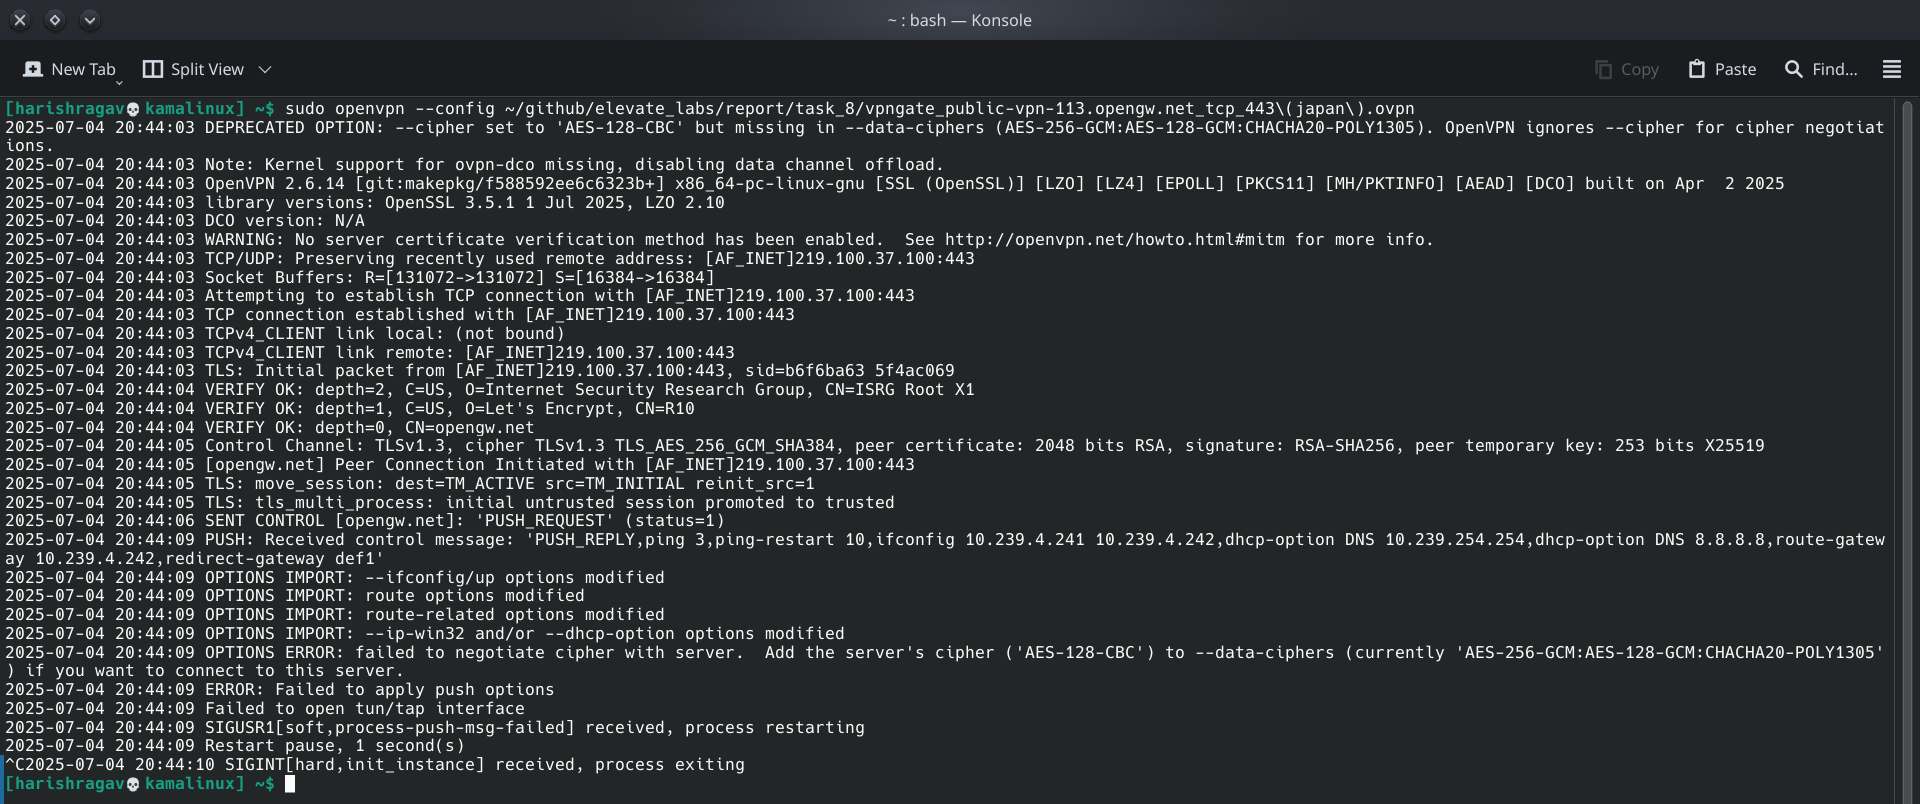 ~ : bash — Konsole
New Tab
Split View
Copy
Paste
Find...
[harishragav💀kamalinux] ~$ sudo openvpn --config ~/github/elevate_labs/report/task_8/vpngate_public-vpn-113.opengw.net_tcp_443\(japan\).ovpn
2025-07-04 20:44:03 DEPRECATED OPTION: --cipher set to 'AES-128-CBC' but missing in --data-ciphers (AES-256-GCM:AES-128-GCM:CHACHA20-POLY1305). OpenVPN ignores --cipher for cipher negotiat
ions.
2025-07-04 20:44:03 Note: Kernel support for ovpn-dco missing, disabling data channel offload.
2025-07-04 20:44:03 OpenVPN 2.6.14 [git:makepkg/f588592ee6c6323b+] x86_64-pc-linux-gnu [SSL (OpenSSL)] [LZO] [LZ4] [EPOLL] [PKCS11] [MH/PKTINFO] [AEAD] [DCO] built on Apr  2 2025
2025-07-04 20:44:03 library versions: OpenSSL 3.5.1 1 Jul 2025, LZO 2.10
2025-07-04 20:44:03 DCO version: N/A
2025-07-04 20:44:03 WARNING: No server certificate verification method has been enabled.  See http://openvpn.net/howto.html#mitm for more info.
2025-07-04 20:44:03 TCP/UDP: Preserving recently used remote address: [AF_INET]219.100.37.100:443
2025-07-04 20:44:03 Socket Buffers: R=[131072->131072] S=[16384->16384]
2025-07-04 20:44:03 Attempting to establish TCP connection with [AF_INET]219.100.37.100:443
2025-07-04 20:44:03 TCP connection established with [AF_INET]219.100.37.100:443
2025-07-04 20:44:03 TCPv4_CLIENT link local: (not bound)
2025-07-04 20:44:03 TCPv4_CLIENT link remote: [AF_INET]219.100.37.100:443
2025-07-04 20:44:03 TLS: Initial packet from [AF_INET]219.100.37.100:443, sid=b6f6ba63 5f4ac069
2025-07-04 20:44:04 VERIFY OK: depth=2, C=US, O=Internet Security Research Group, CN=ISRG Root X1
2025-07-04 20:44:04 VERIFY OK: depth=1, C=US, O=Let's Encrypt, CN=R10
2025-07-04 20:44:04 VERIFY OK: depth=0, CN=opengw.net
2025-07-04 20:44:05 Control Channel: TLSv1.3, cipher TLSv1.3 TLS_AES_256_GCM_SHA384, peer certificate: 2048 bits RSA, signature: RSA-SHA256, peer temporary key: 253 bits X25519
2025-07-04 20:44:05 [opengw.net] Peer Connection Initiated with [AF_INET]219.100.37.100:443
2025-07-04 20:44:05 TLS: move_session: dest=TM_ACTIVE src=TM_INITIAL reinit_src=1
2025-07-04 20:44:05 TLS: tls_multi_process: initial untrusted session promoted to trusted
2025-07-04 20:44:06 SENT CONTROL [opengw.net]: 'PUSH_REQUEST' (status=1)
2025-07-04 20:44:09 PUSH: Received control message: 'PUSH_REPLY,ping 3,ping-restart 10,ifconfig 10.239.4.241 10.239.4.242,dhcp-option DNS 10.239.254.254,dhcp-option DNS 8.8.8.8,route-gatew
ay 10.239.4.242,redirect-gateway def1'
2025-07-04 20:44:09 OPTIONS IMPORT: --ifconfig/up options modified
2025-07-04 20:44:09 OPTIONS IMPORT: route options modified
2025-07-04 20:44:09 OPTIONS IMPORT: route-related options modified
2025-07-04 20:44:09 OPTIONS IMPORT: --ip-win32 and/or --dhcp-option options modified
2025-07-04 20:44:09 OPTIONS ERROR: failed to negotiate cipher with server.  Add the server's cipher ('AES-128-CBC') to --data-ciphers (currently 'AES-256-GCM:AES-128-GCM:CHACHA20-POLY1305'
) if you want to connect to this server.
2025-07-04 20:44:09 ERROR: Failed to apply push options
2025-07-04 20:44:09 Failed to open tun/tap interface
2025-07-04 20:44:09 SIGUSR1[soft,process-push-msg-failed] received, process restarting
2025-07-04 20:44:09 Restart pause, 1 second(s)
^C2025-07-04 20:44:10 SIGINT[hard,init_instance] received, process exiting
[harishragav💀kamalinux] ~$